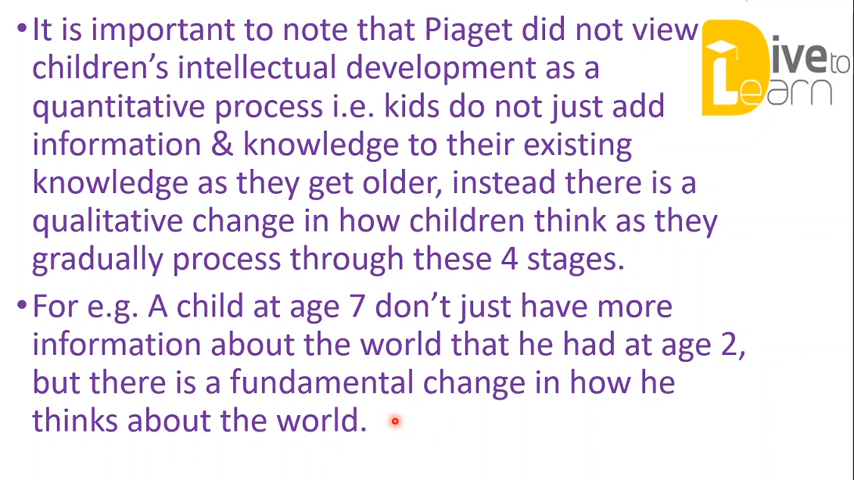 •It is important to note that Piaget did not view
children's intellectual development as a
quantitative process i.e. kids do not just add
information & knowledge to their existing
knowledge as they get older, instead there is a
qualitative change in how children think as they
gradually process through these 4 stages.
•For e.g. A child at age 7 don't just have more
information about the world that he had at age 2,
but there is a fundamental change in how he
thinks about the world.
Dive to
Learn